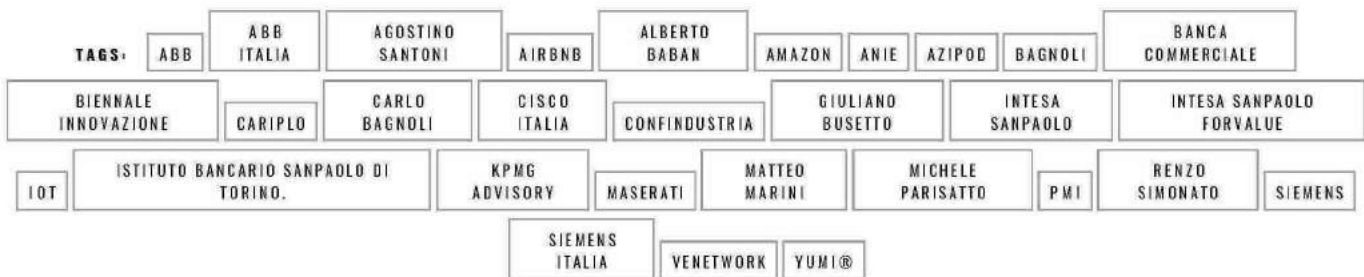 TAGS: ABB ABB ITALIA AGOSTINO SANTONI AIRBNB ALBERTO BABAN AMAZON ANIE AZIPOD BAGNOLI BANCA COMMERCIALE
BIENNALE INNOVAZIONE CARIPLO CARLO BAGNOLI CISCO ITALIA CONFINDUSTRIA GIULIANO BUSETTO INTESA SANPAOLO INTESA SANPAOLO FORVALUE
IOT ISTITUTO BANCARIO SANPAOLO DI TORINO. KPMG ADVISORY MASERATI MATTEO MARINI MICHELE PARISATTO PMI RENZO SIMONATO SIEMENS
SIEMENS ITALIA VENETWORK YUMI®